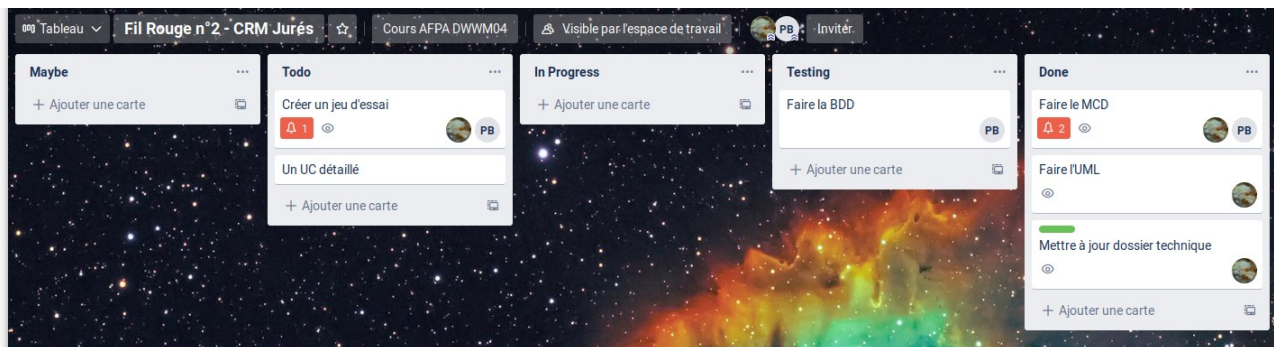 Tableau
Fil Rouge n°2 - CRM Jurés
Cours AFPA DWWM04
Visible par l'espace de travail
PB
Inviter
Maybe
Ajouter une carte
Todo
Créer un jeu d'essai
1
PB
Un UC détaillé
Ajouter une carte
In Progress
Ajouter une carte
Testing
Faire la BDD
PB
Ajouter une carte
Done
Faire le MCD
2
PB
Faire l'UML
Mettre à jour dossier technique
Ajouter une carte